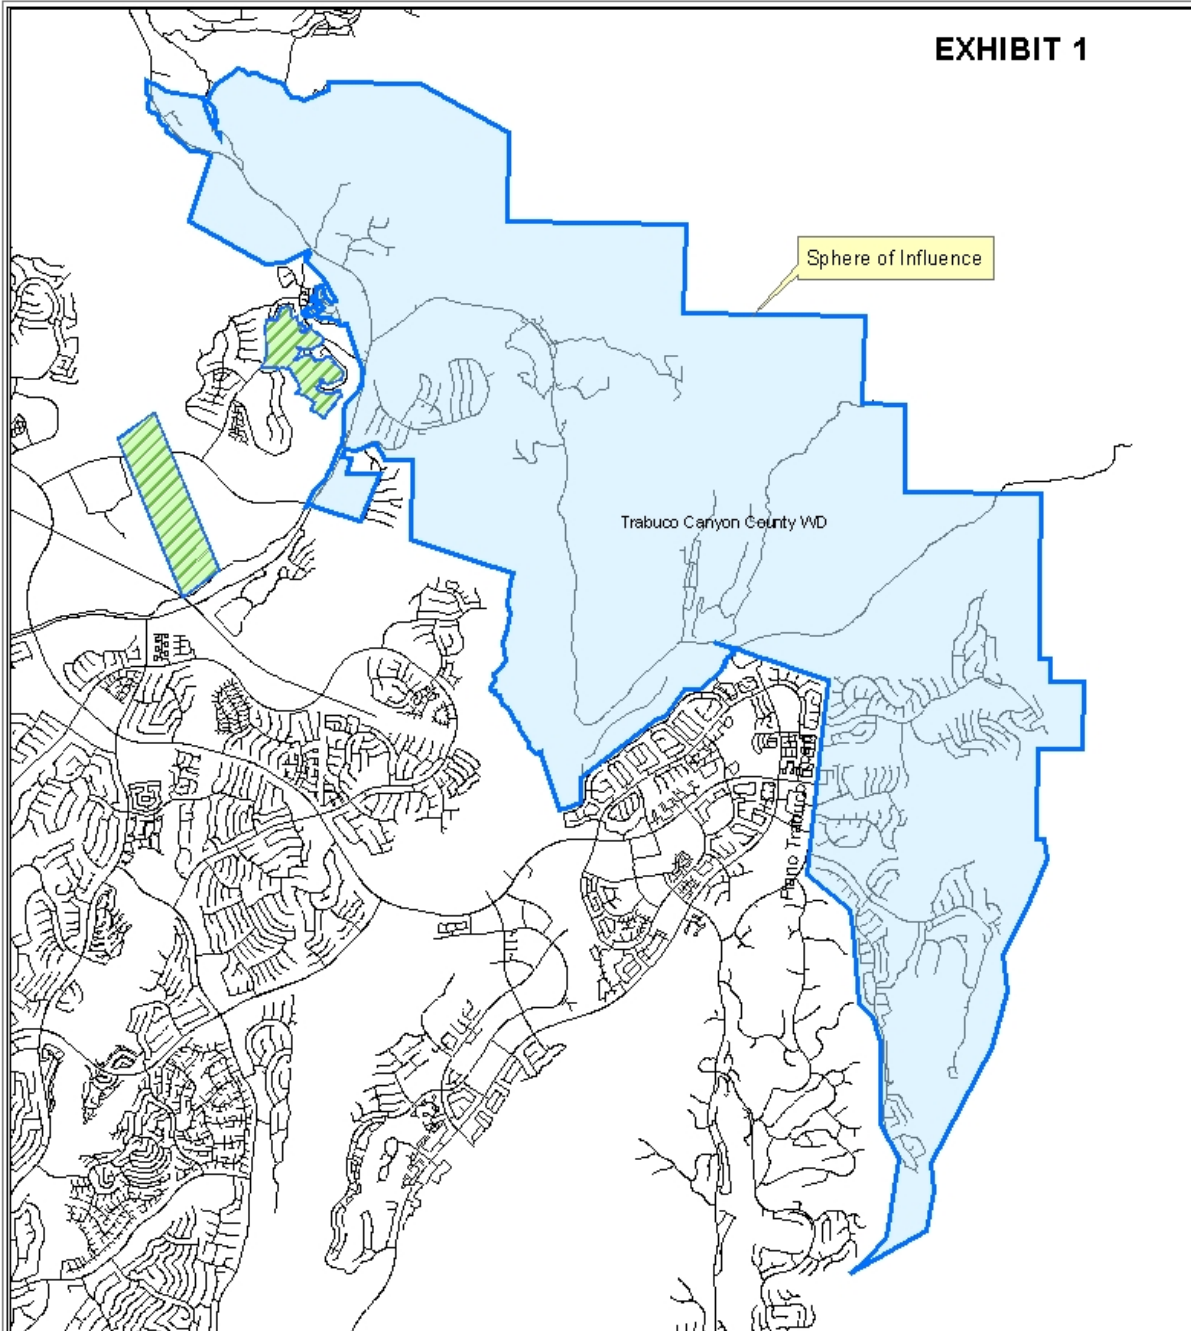 EXHIBIT 1
Sphere of Influence
Trabuco Canyon County WD
Plano Trabuco Road